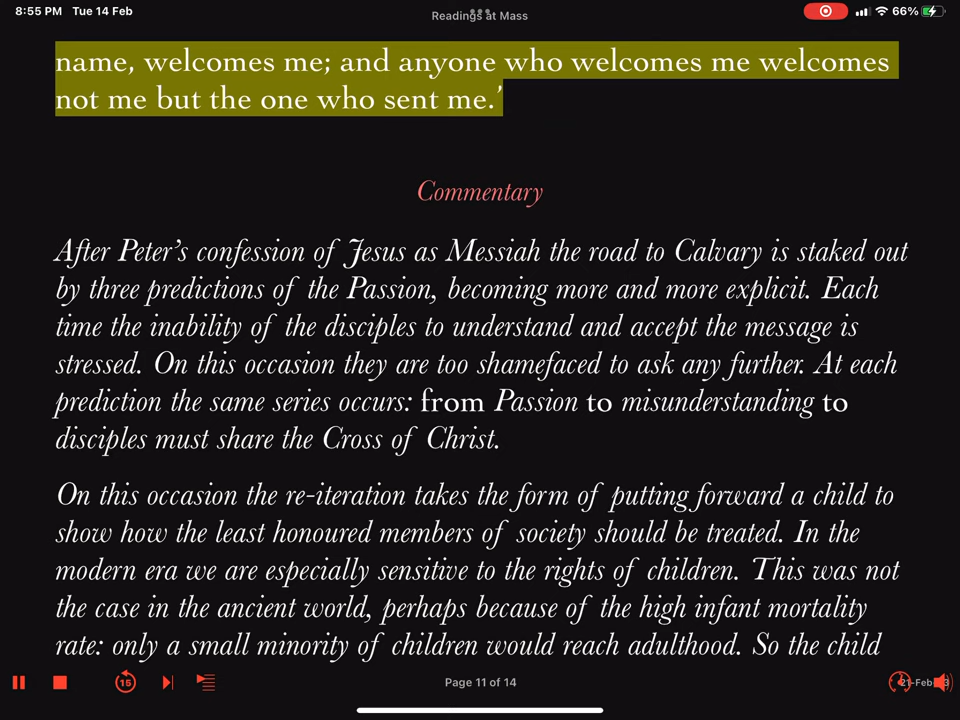 8:55 PM Tue 14 Feb
Readings at Mass
66%
name, welcomes me; and anyone who welcomes me welcomes
not me but the one who sent me.’
Commentary
After Peter’s confession of Jesus as Messiah the road to Calvary is staked out
by three predictions of the Passion, becoming more and more explicit. Each
time the inability of the disciples to understand and accept the message is
stressed. On this occasion they are too shamefaced to ask any further. At each
prediction the same series occurs: from Passion to misunderstanding to
disciples must share the Cross of Christ.
On this occasion the re-iteration takes the form of putting forward a child to
show how the least honoured members of society should be treated. In the
modern era we are especially sensitive to the rights of children. This was not
the case in the ancient world, perhaps because of the high infant mortality
rate: only a small minority of children would reach adulthood. So the child
15
Page 11 of 14